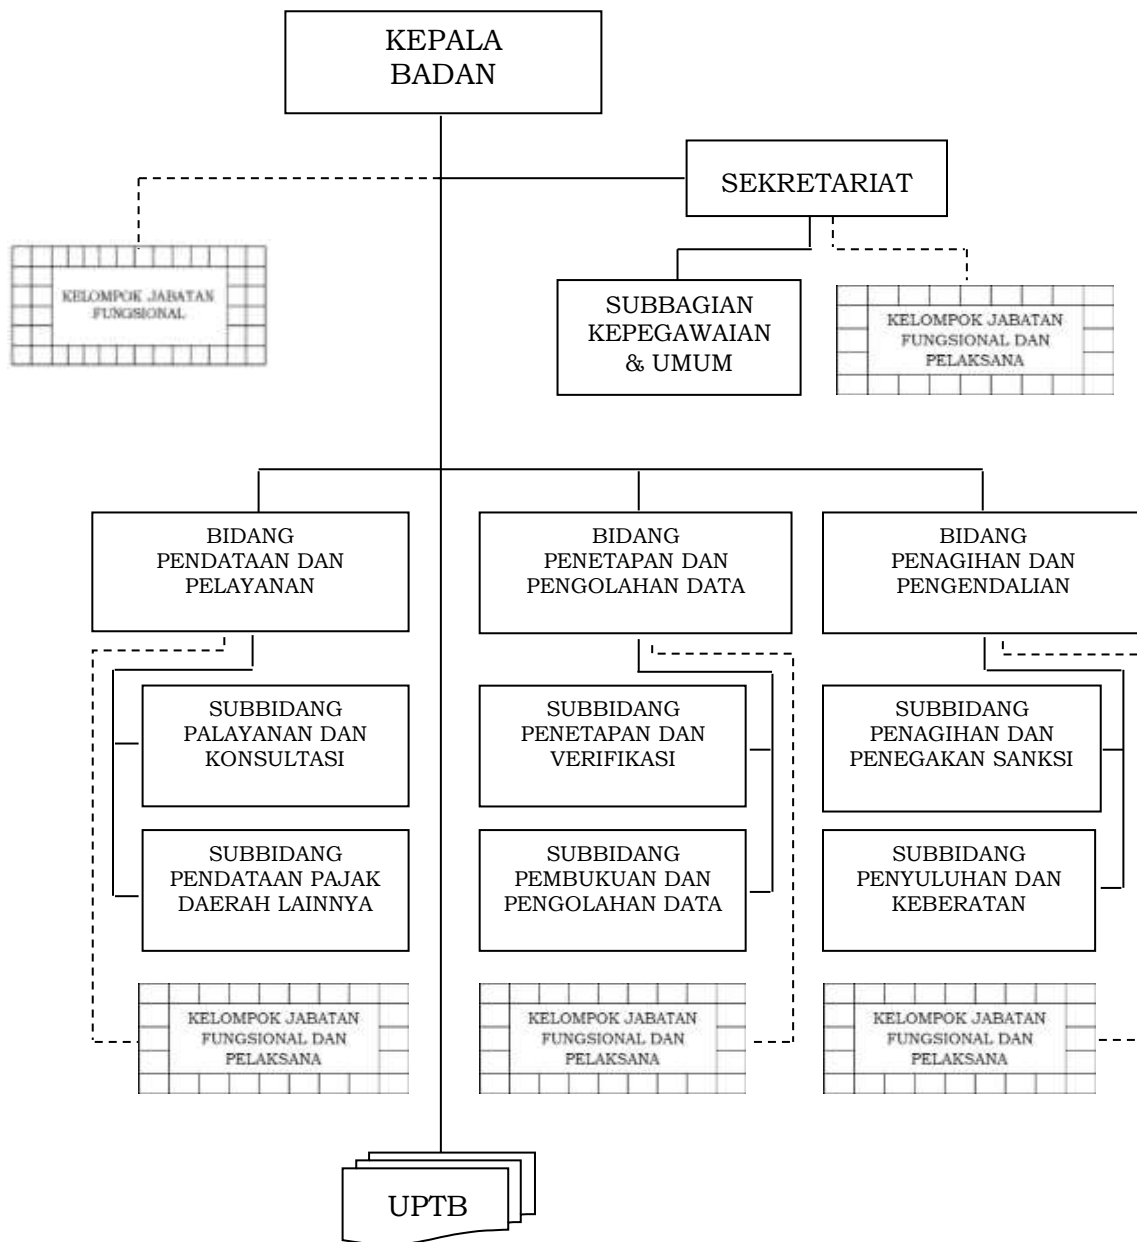 KEPALA
BADAN
SEKRETARIAT
KELOMPOK JABATAN
FUNGSIONAL
SUBBAGIAN
KEPEGAWAIAN
& UMUM
KELOMPOK JABATAN
FUNGSIONAL DAN
PELAKSANA
BIDANG
PENDATAAN DAN
PELAYANAN
BIDANG
PENETAPAN DAN
PENGOLAHAN DATA
BIDANG
PENAGIHAN DAN
PENGENDALIAN
SUBBIDANG
PALAYANAN DAN
KONSULTASI
SUBBIDANG
PENETAPAN DAN
VERIFIKASI
SUBBIDANG
PENAGIHAN DAN
PENEGAKAN SANKSI
SUBBIDANG
PENDATAAN PAJAK
DAERAH LAINNYA
SUBBIDANG
PEMBUKUAN DAN
PENGOLAHAN DATA
SUBBIDANG
PENYULUHAN DAN
KEBERATAN
KELOMPOK JABATAN
FUNGSIONAL DAN
PELAKSANA
KELOMPOK JABATAN
FUNGSIONAL DAN
PELAKSANA
KELOMPOK JABATAN
FUNGSIONAL DAN
PELAKSANA
UPTB